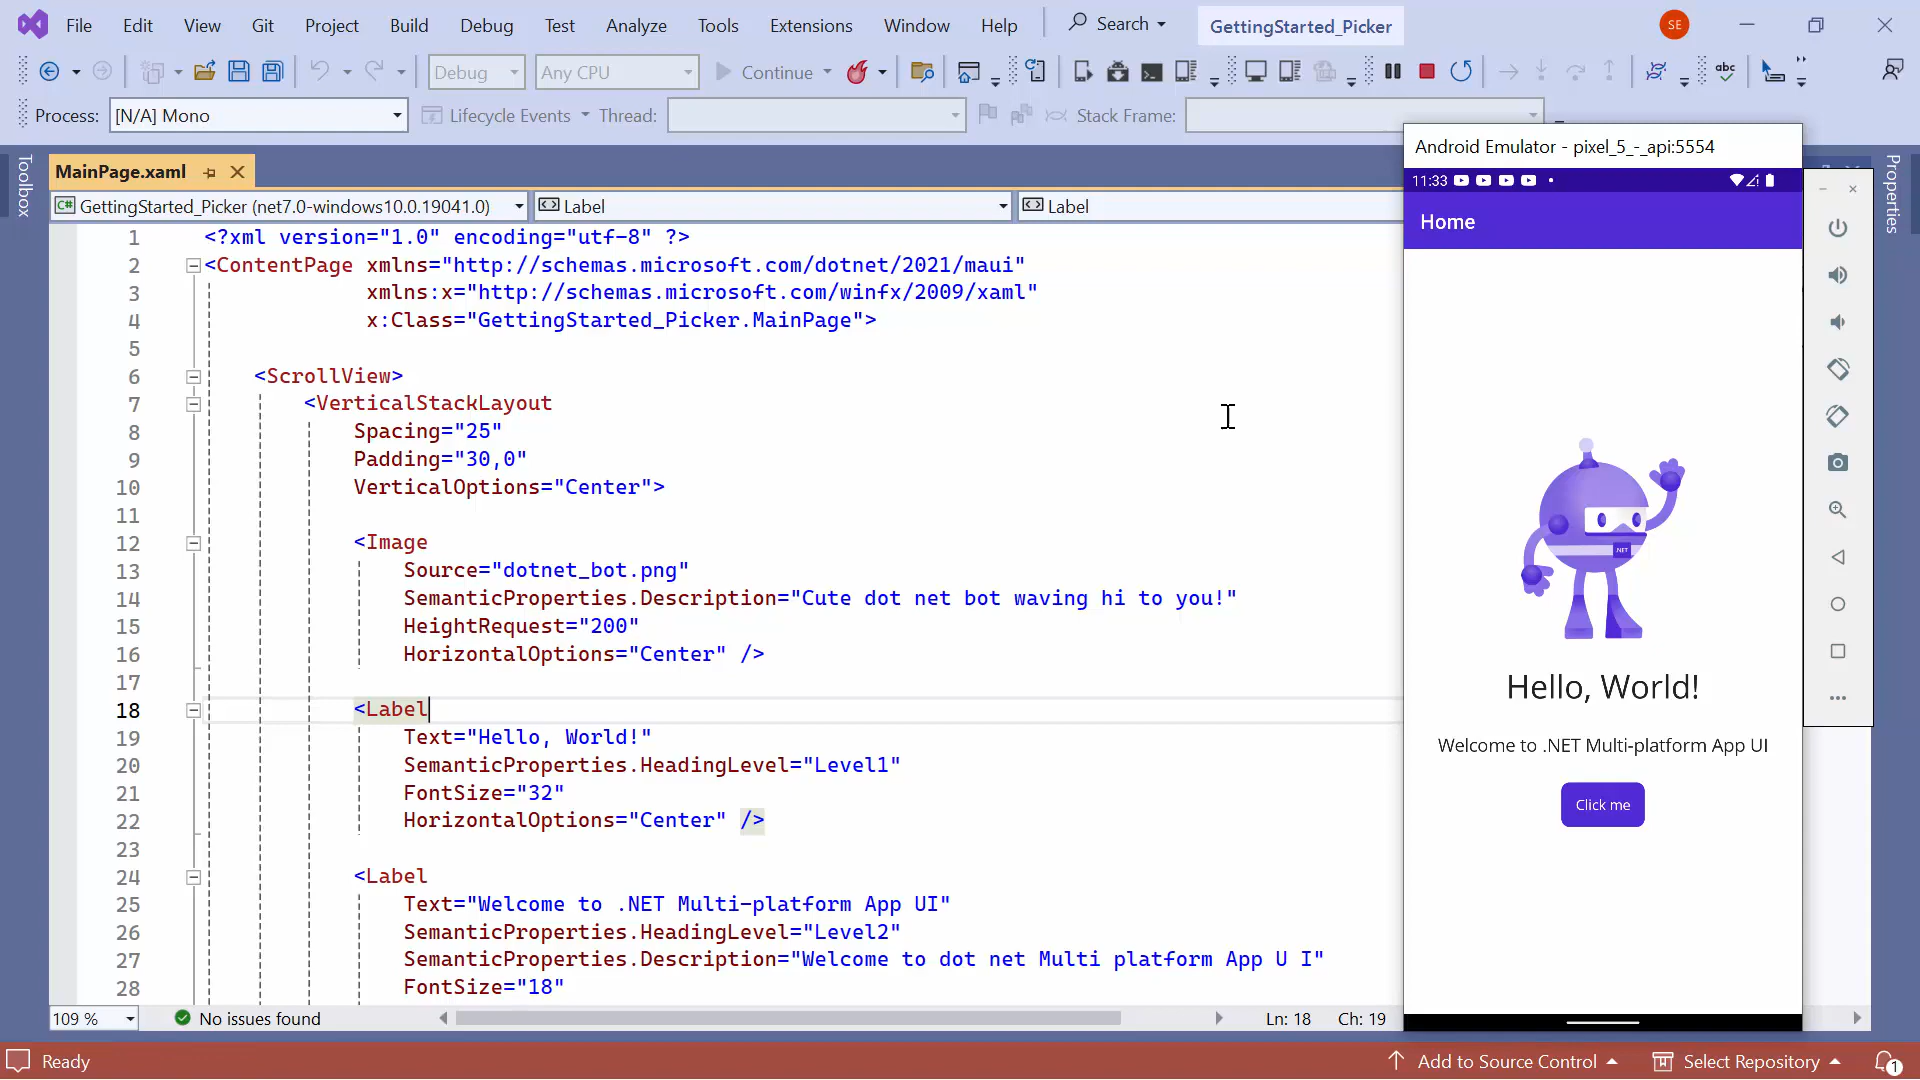 File Edit View Git Project Build Debug Test Analyze Tools Extensions Window Help Search GettingStarted_Picker SE
Debug Any CPU Continue abc
Process: [N/A] Mono Lifecycle Events Thread: Stack Frame:
Toolbox
MainPage.xaml
GettingStarted_Picker (net7.0-windows10.0.19041.0) Label Label
1 <?xml version="1.0" encoding="utf-8" ?>
2 <ContentPage xmlns="http://schemas.microsoft.com/dotnet/2021/maui"
3 xmlns:x="http://schemas.microsoft.com/winfx/2009/xaml"
4 x:Class="GettingStarted_Picker.MainPage">
5
6 <ScrollView>
7 <VerticalStackLayout
8 Spacing="25"
9 Padding="30,0"
10 VerticalOptions="Center">
11
12 <Image
13 Source="dotnet_bot.png"
14 SemanticProperties.Description="Cute dot net bot waving hi to you!"
15 HeightRequest="200"
16 HorizontalOptions="Center" />
17
18 <Label
19 Text="Hello, World!"
20 SemanticProperties.HeadingLevel="Level1"
21 FontSize="32"
22 HorizontalOptions="Center" />
23
24 <Label
25 Text="Welcome to .NET Multi-platform App UI"
26 SemanticProperties.HeadingLevel="Level2"
27 SemanticProperties.Description="Welcome to dot net Multi platform App U I"
28 FontSize="18"
109 % No issues found Ln: 18 Ch: 19
Android Emulator - pixel_5_-_api:5554
11:33
Home
.NET
Hello, World!
Welcome to .NET Multi-platform App UI
Click me
Properties
Ready Add to Source Control Select Repository 1